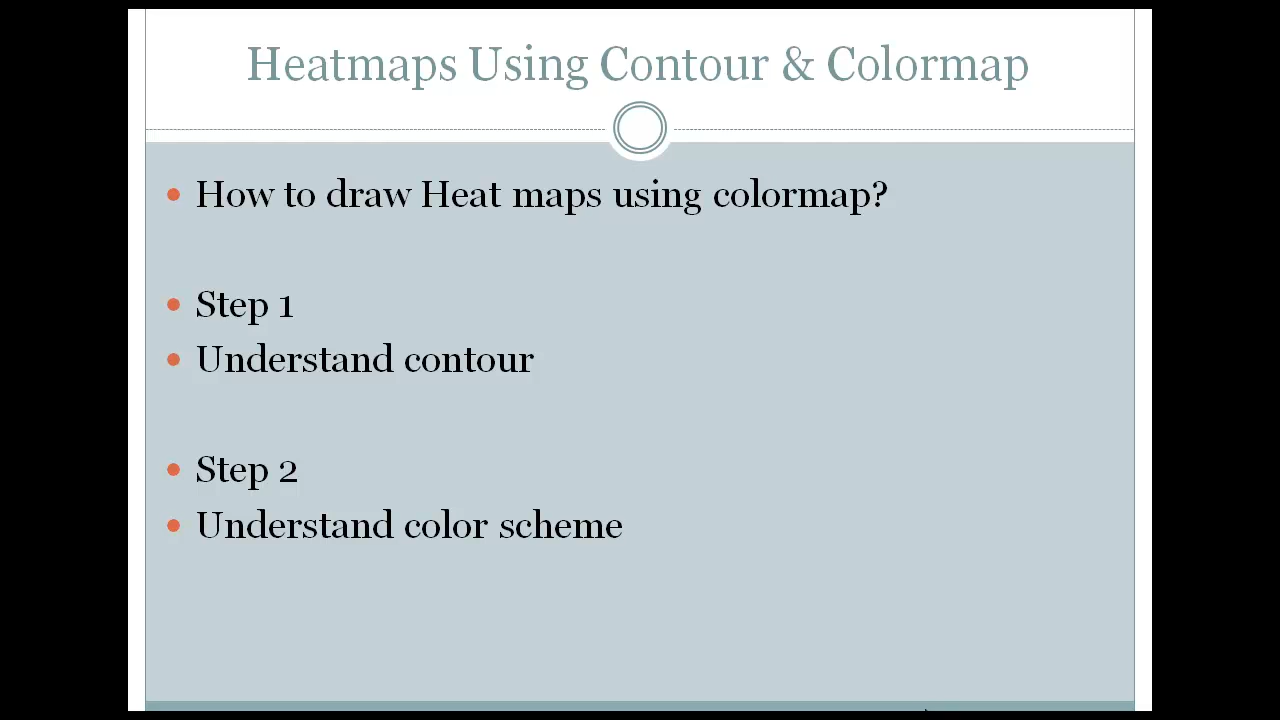 Heatmaps Using Contour & Colormap
How to draw Heat maps using colormap?
Step 1
Understand contour
Step 2
Understand color scheme